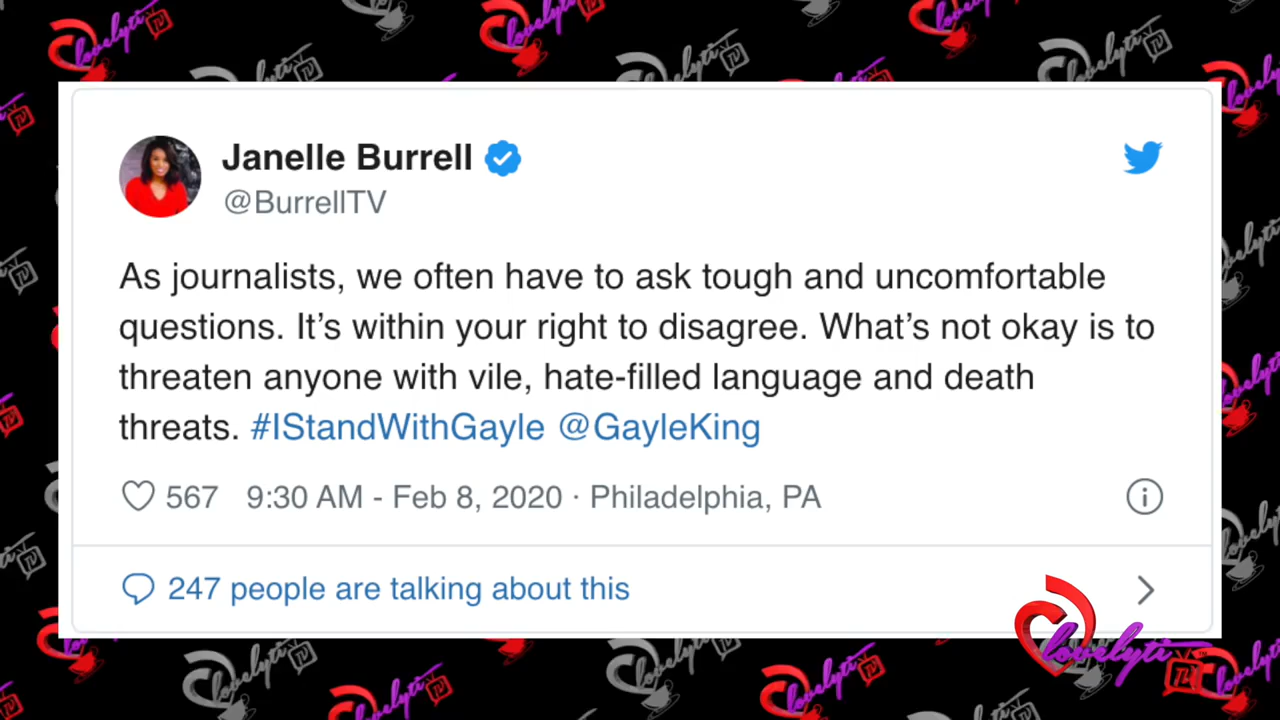 Janelle Burrell
@BurrellTV
As journalists, we often have to ask tough and uncomfortable
questions. It’s within your right to disagree. What’s not okay is to
threaten anyone with vile, hate-filled language and death
threats. #IStandWithGayle @GayleKing
567 9:30 AM - Feb 8, 2020 · Philadelphia, PA
247 people are talking about this
lovelyti TV